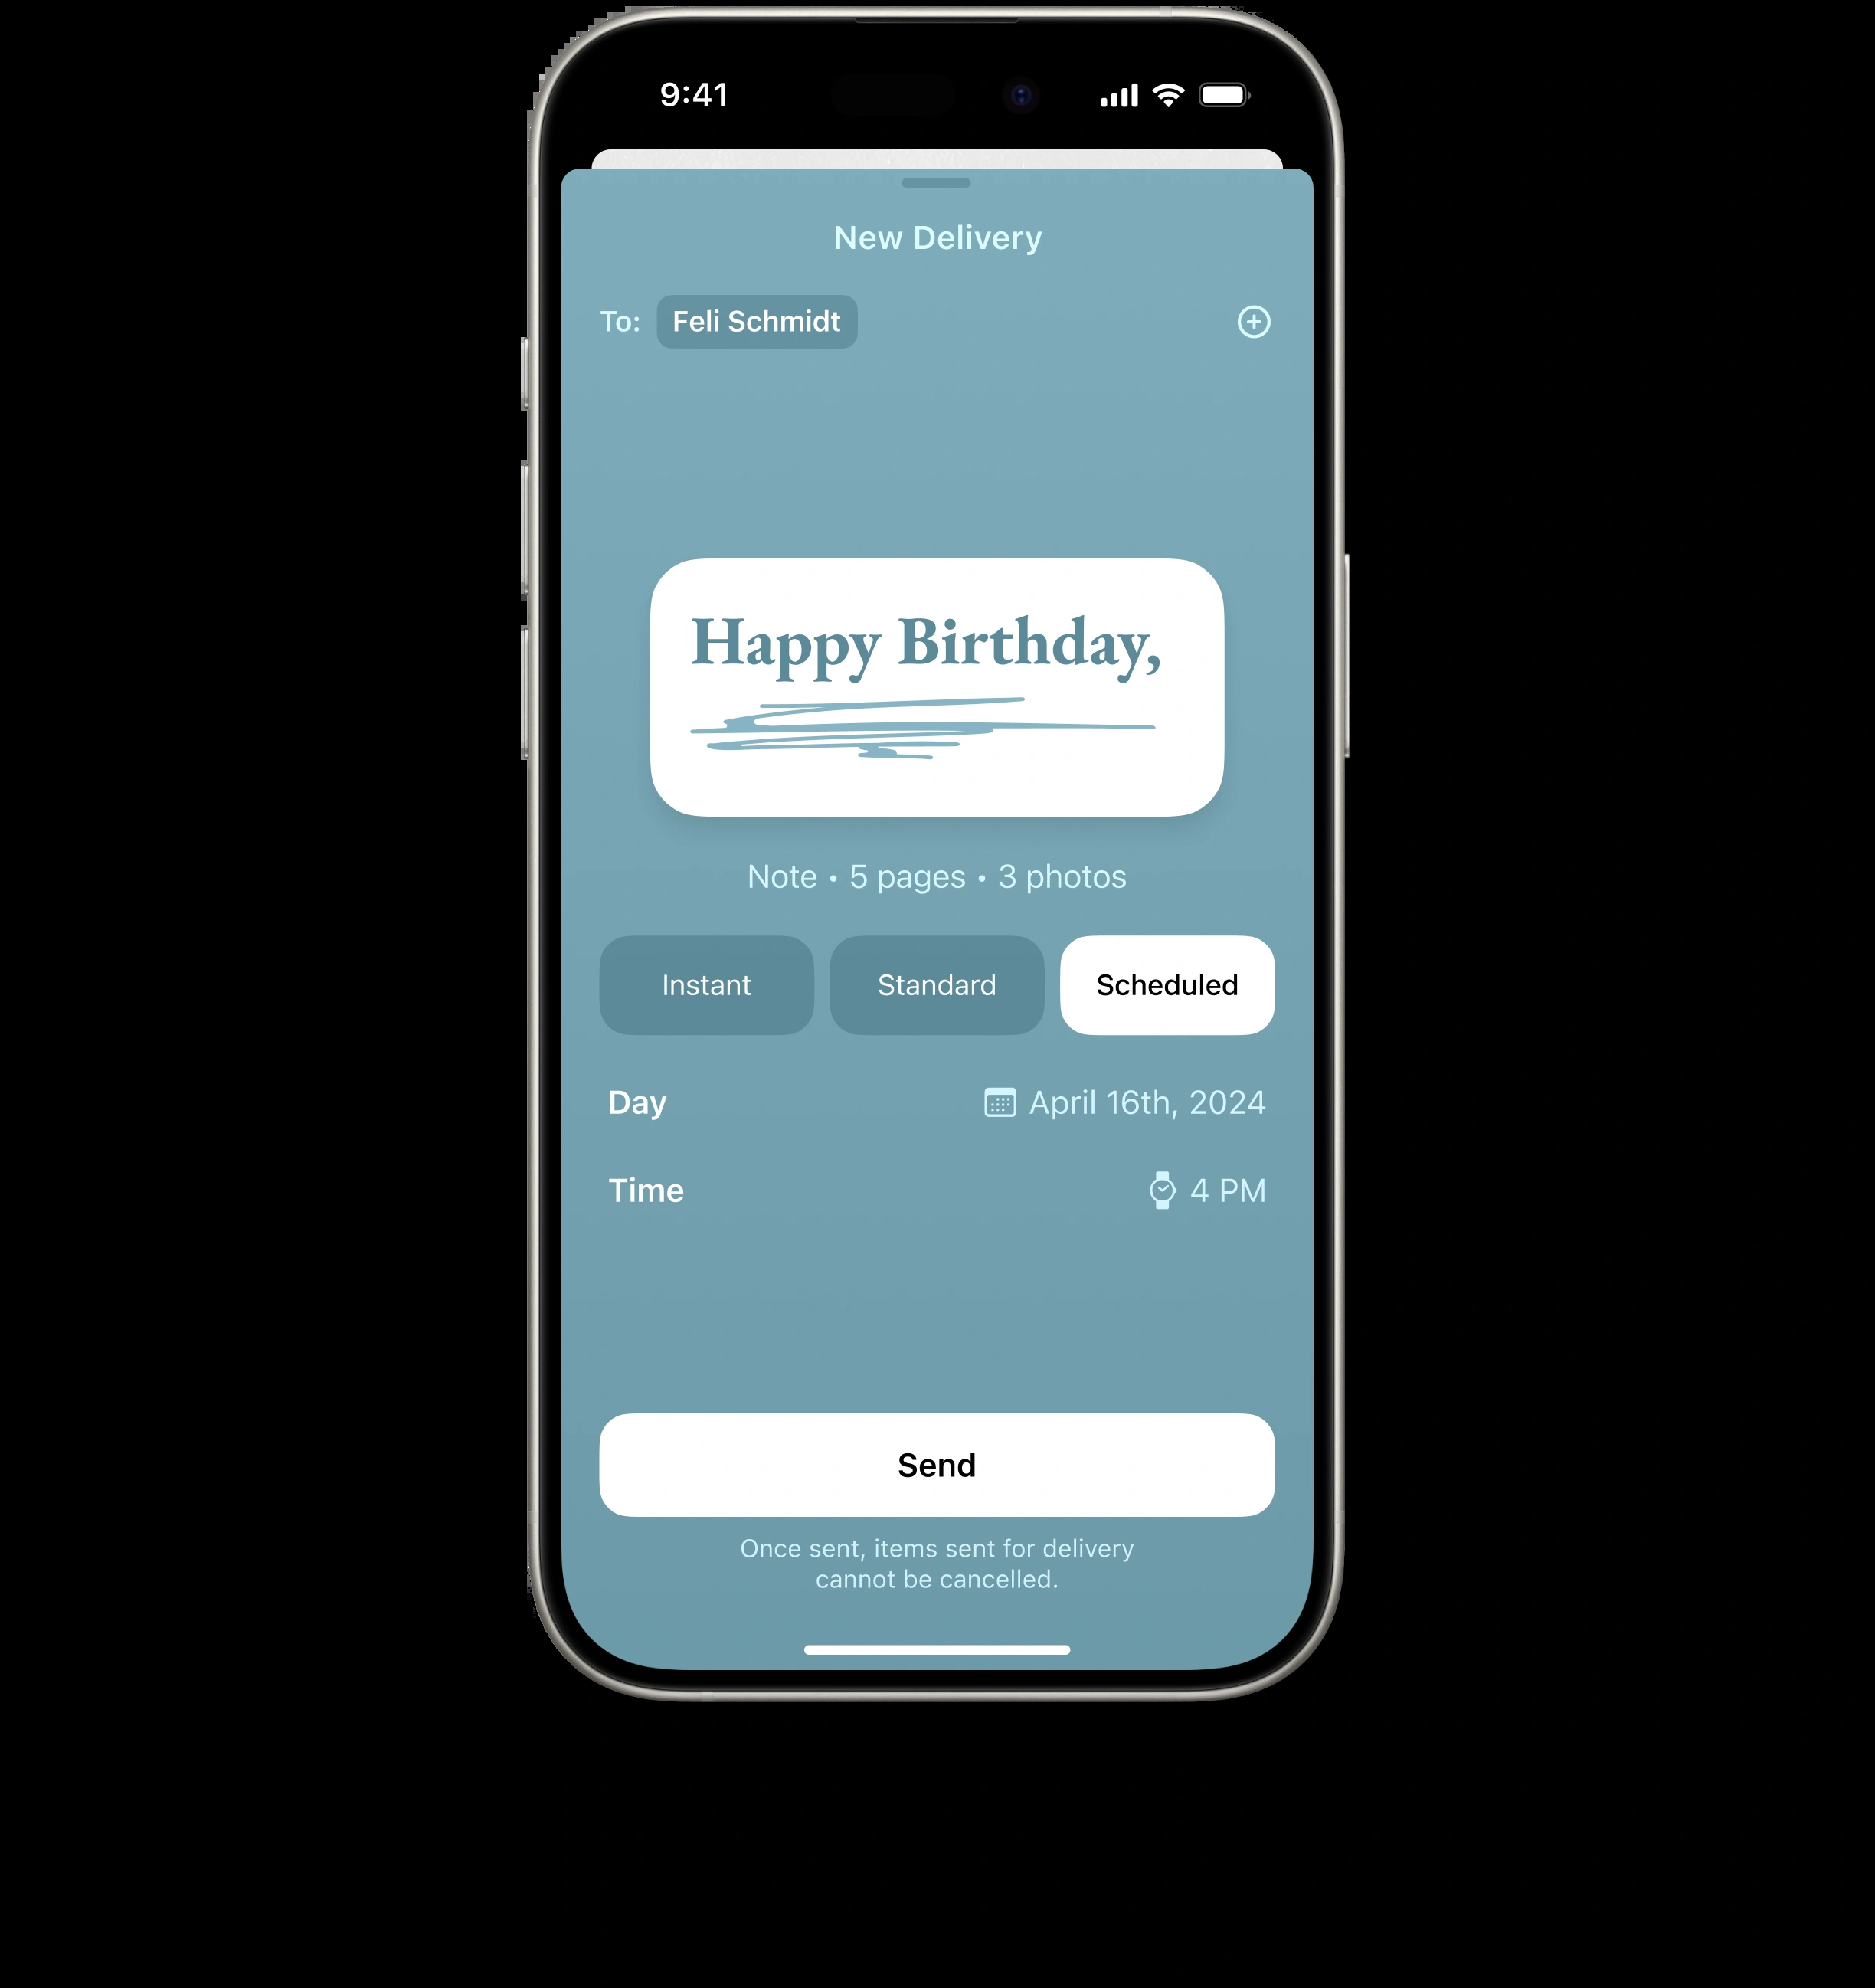 9:41
New Delivery
To: Feli Schmidt
Happy Birthday,
Note • 5 pages • 3 photos
Instant Standard Scheduled
Day April 16th, 2024
Time 4 PM
Send
Once sent, items sent for delivery
cannot be cancelled.